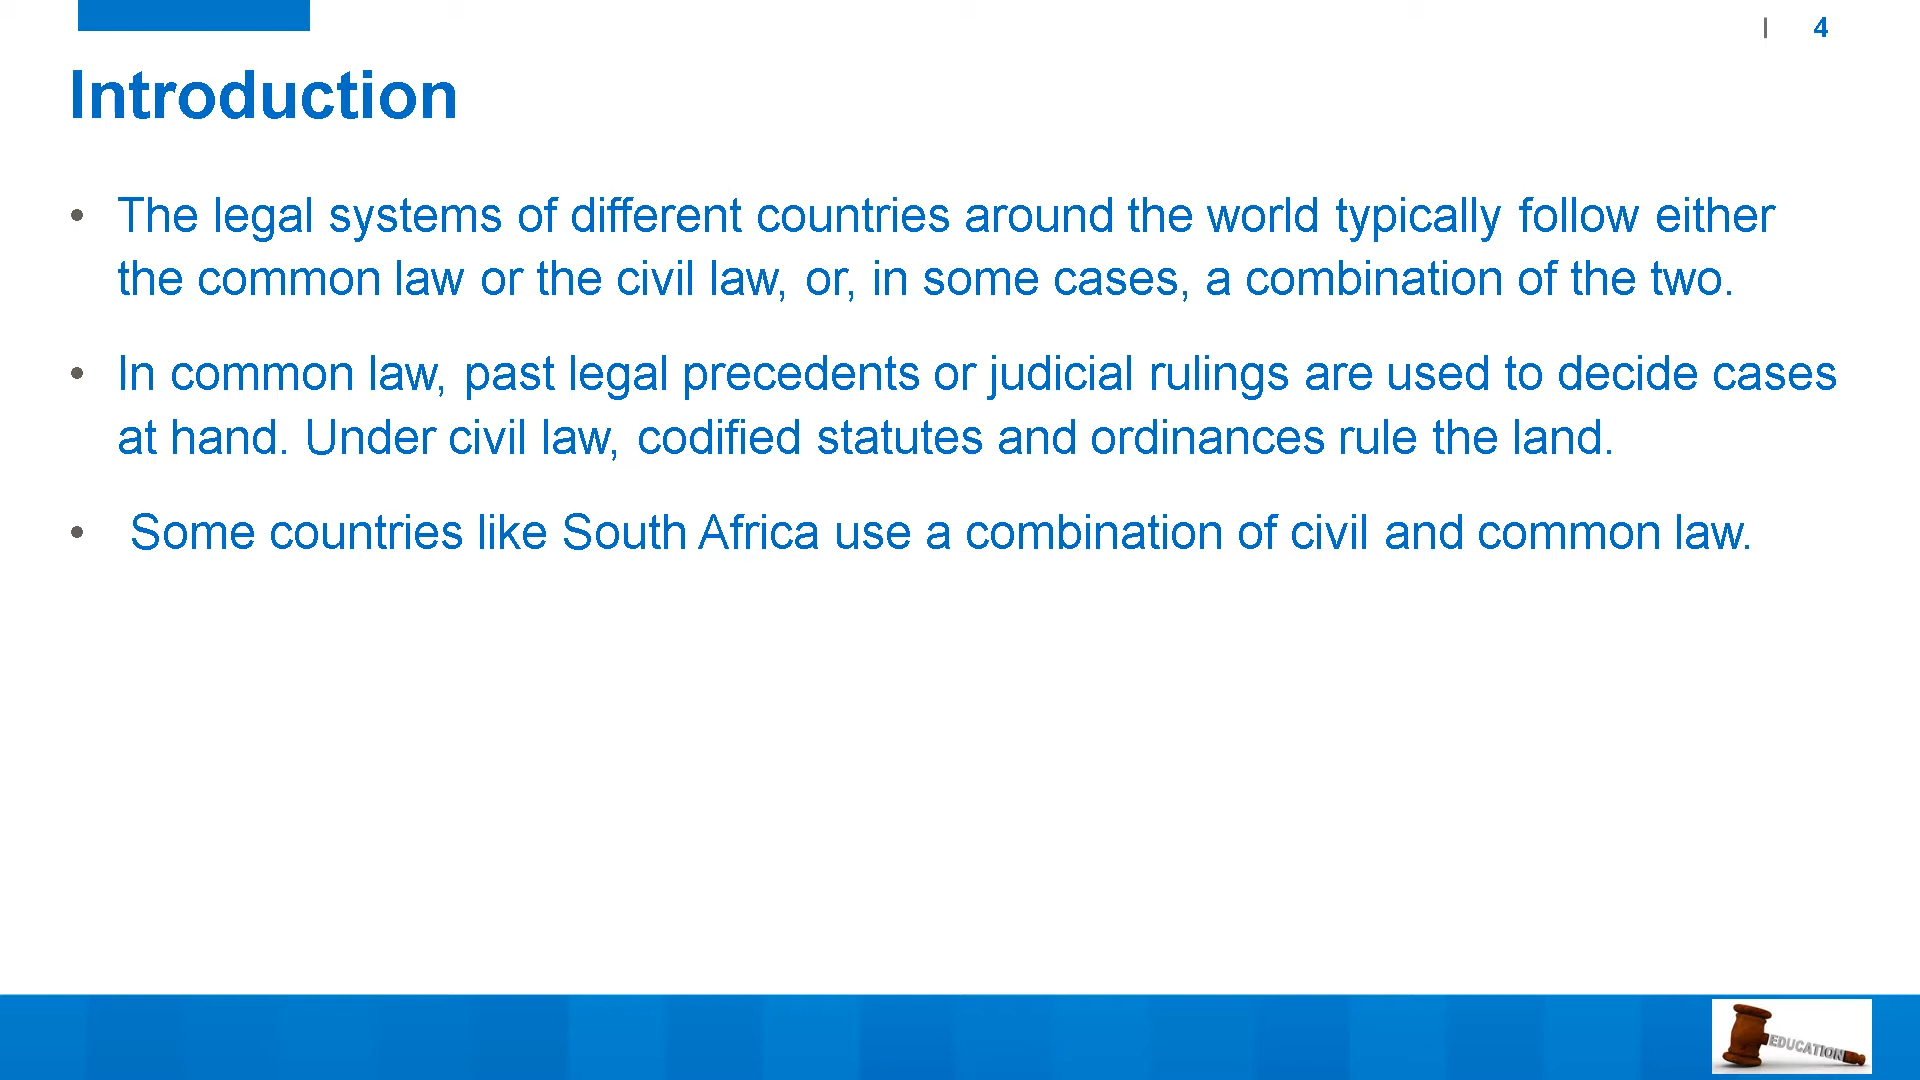 | 4
Introduction
• The legal systems of different countries around the world typically follow either
the common law or the civil law, or, in some cases, a combination of the two.
• In common law, past legal precedents or judicial rulings are used to decide cases
at hand. Under civil law, codified statutes and ordinances rule the land.
• Some countries like South Africa use a combination of civil and common law.
EDUCATION